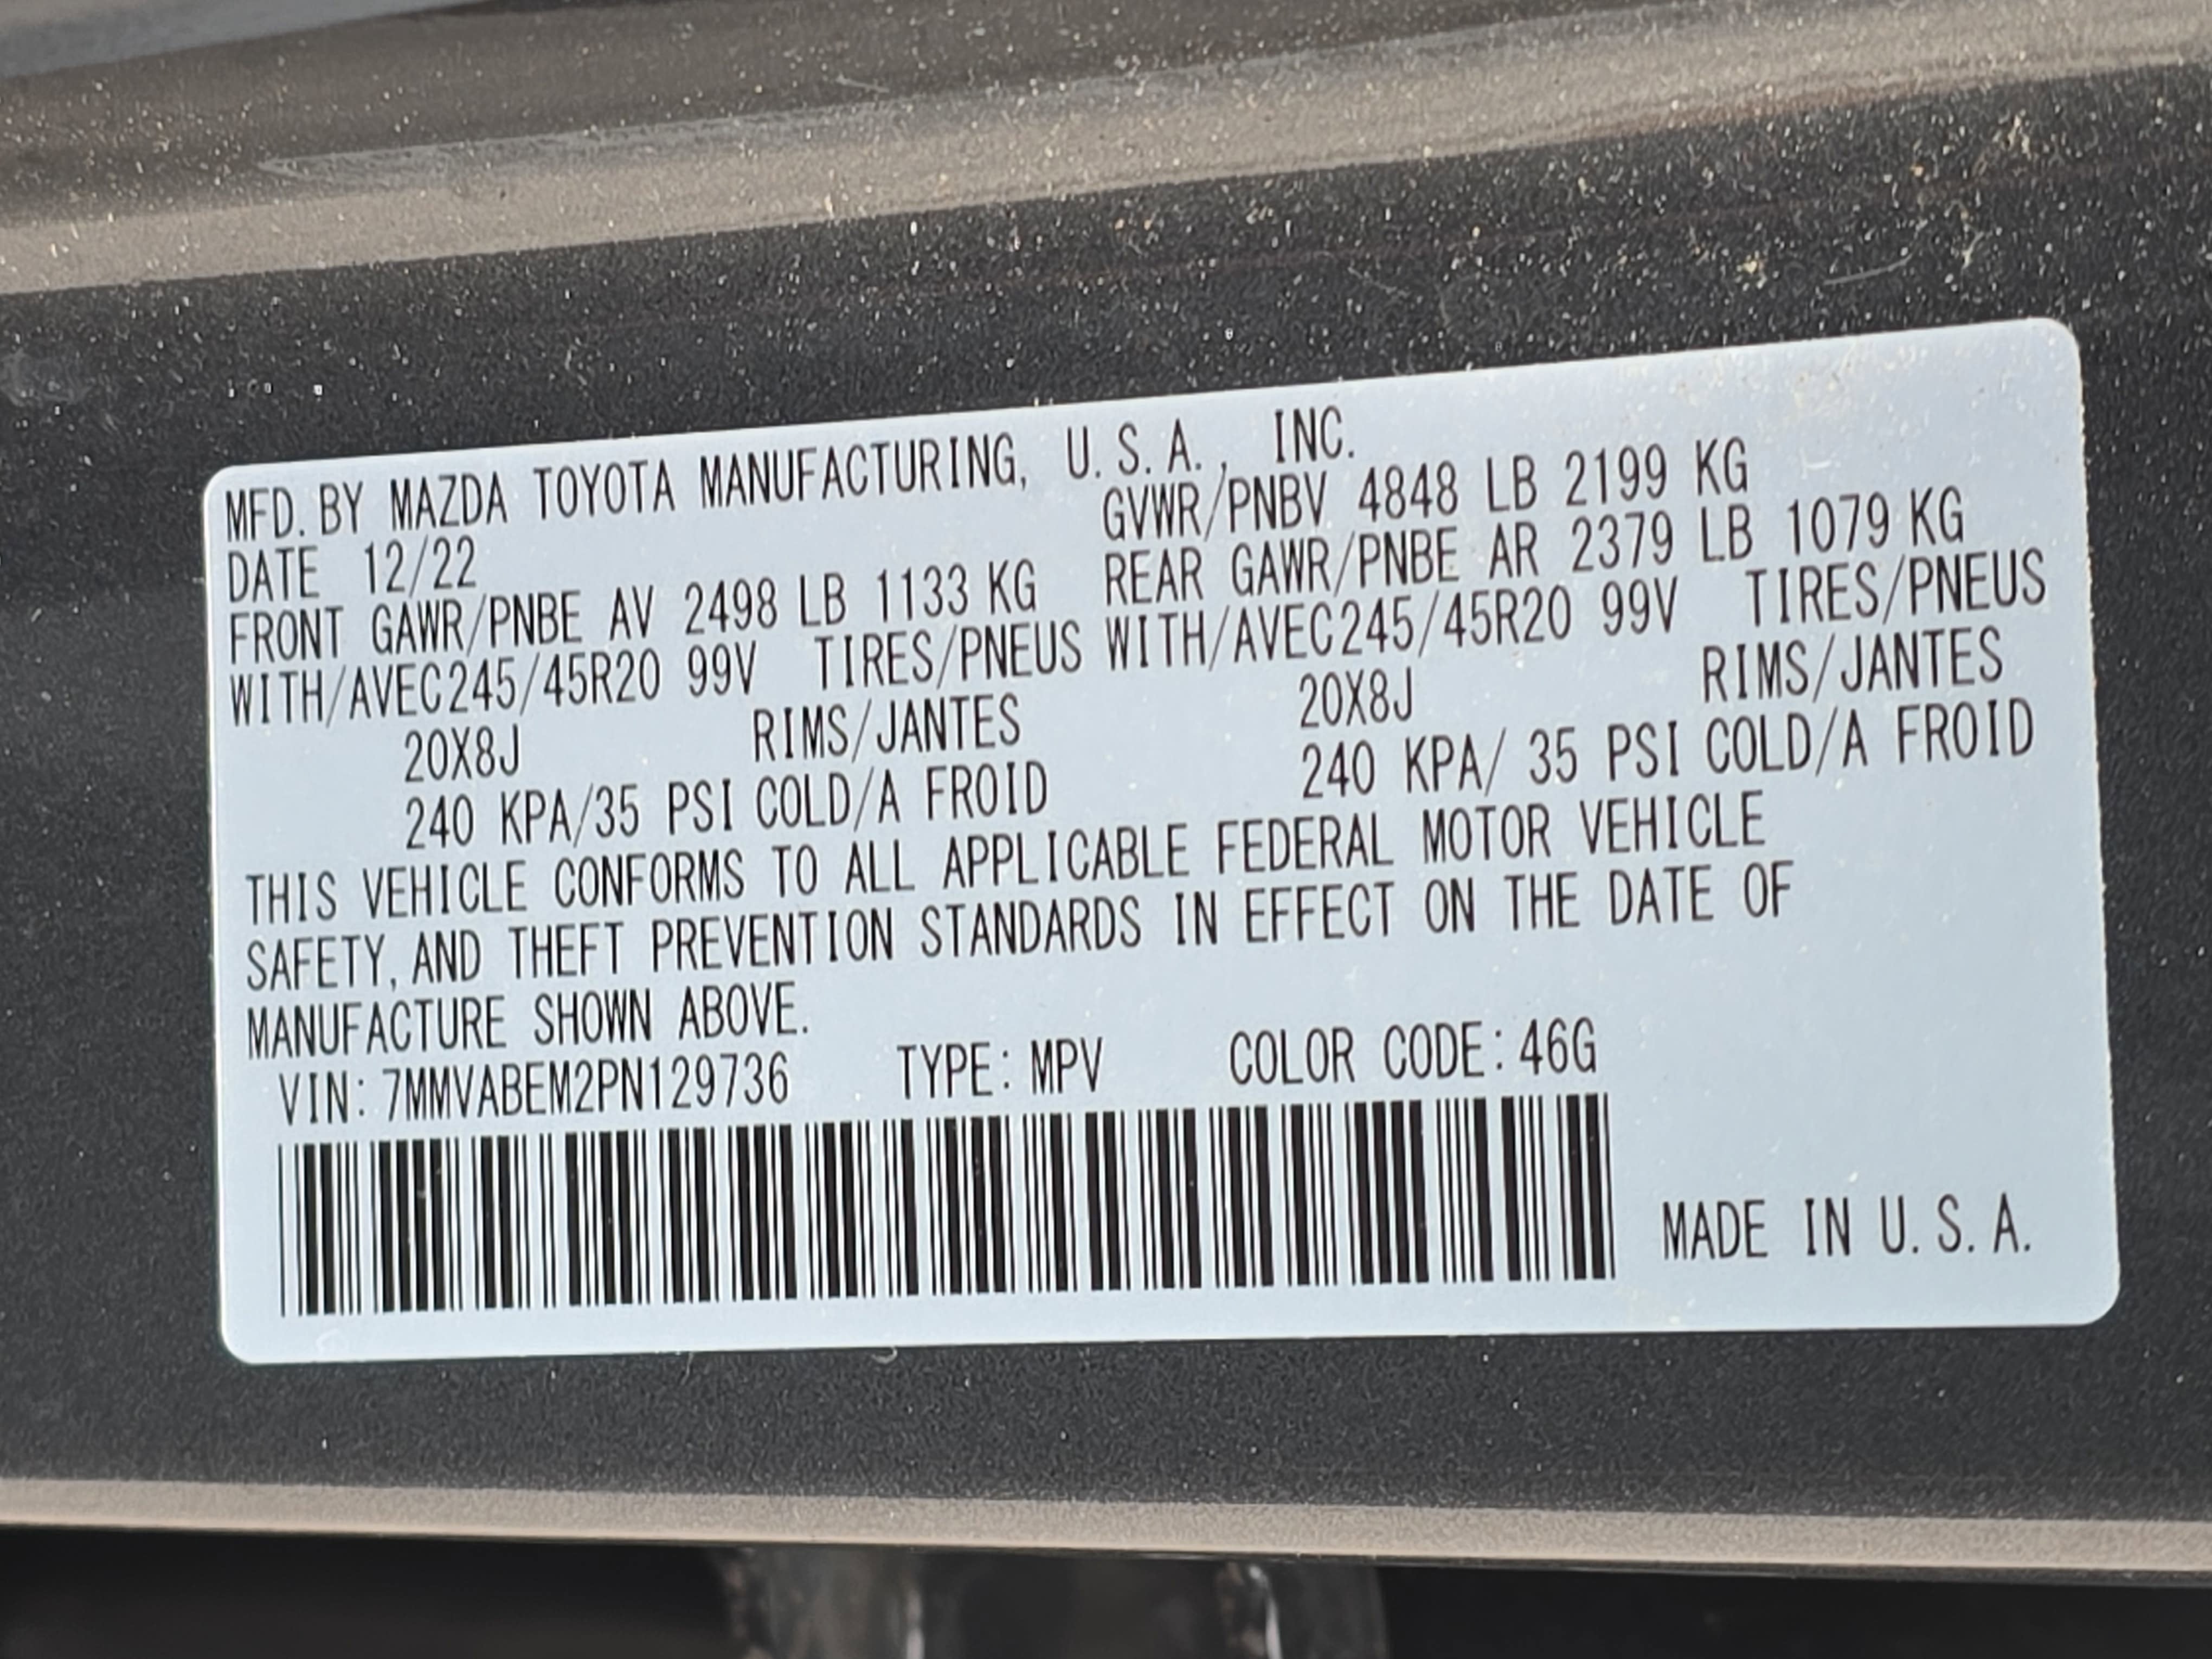 MFD. BY MAZDA TOYOTA MANUFACTURING, U.S.A., INC.
DATE 12/22 GVWR/PNBV 4848 LB 2199 KG
FRONT GAWR/PNBE AV 2498 LB 1133 KG REAR GAWR/PNBE AR 2379 LB 1079 KG
WITH/AVEC245/45R20 99V TIRES/PNEUS WITH/AVEC245/45R20 99V TIRES/PNEUS
20X8J RIMS/JANTES 20X8J RIMS/JANTES
240 KPA/35 PSI COLD/A FROID 240 KPA/ 35 PSI COLD/A FROID
THIS VEHICLE CONFORMS TO ALL APPLICABLE FEDERAL MOTOR VEHICLE
SAFETY, AND THEFT PREVENTION STANDARDS IN EFFECT ON THE DATE OF
MANUFACTURE SHOWN ABOVE.
VIN: 7MMVABEM2PN129736 TYPE: MPV COLOR CODE: 46G
MADE IN U.S.A.